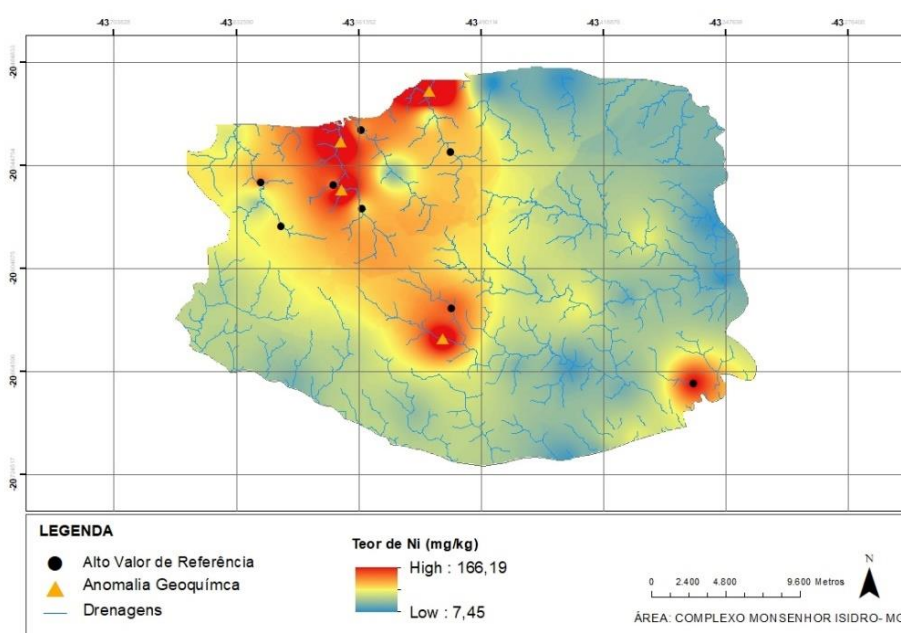 -43
-43
-43
-43
-43
-43
-43
-20
-20
-20
-20
-20
LEGENDA
Alto Valor de Referência
Anomalia Geoquímca
Drenagens
Teor de Ni (mg/kg)
High : 166,19
Low : 7,45
N
0 2.400 4.800 9.600 Metros
ÁREA: COMPLEXO MONSENHOR ISIDRO- MG